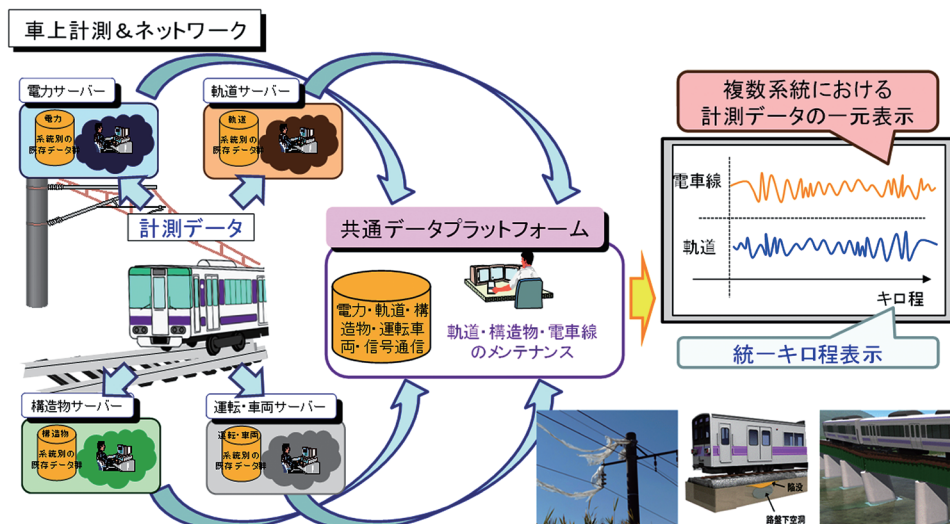 車上計測＆ネットワーク
電力サーバー
電力
系統別の
既存データ群
軌道サーバー
軌道
系統別の
既存データ群
計測データ
構造物サーバー
構造物
系統別の
既存データ群
運転・車両サーバー
運転・車両
系統別の
既存データ群
共通データプラットフォーム
電力・軌道・構
造物・運転車
両・信号通信
軌道・構造物・電車線
のメンテナンス
複数系統における
計測データの一元表示
電車線
軌道
キロ程
統一キロ程表示
陥没
路盤下空洞